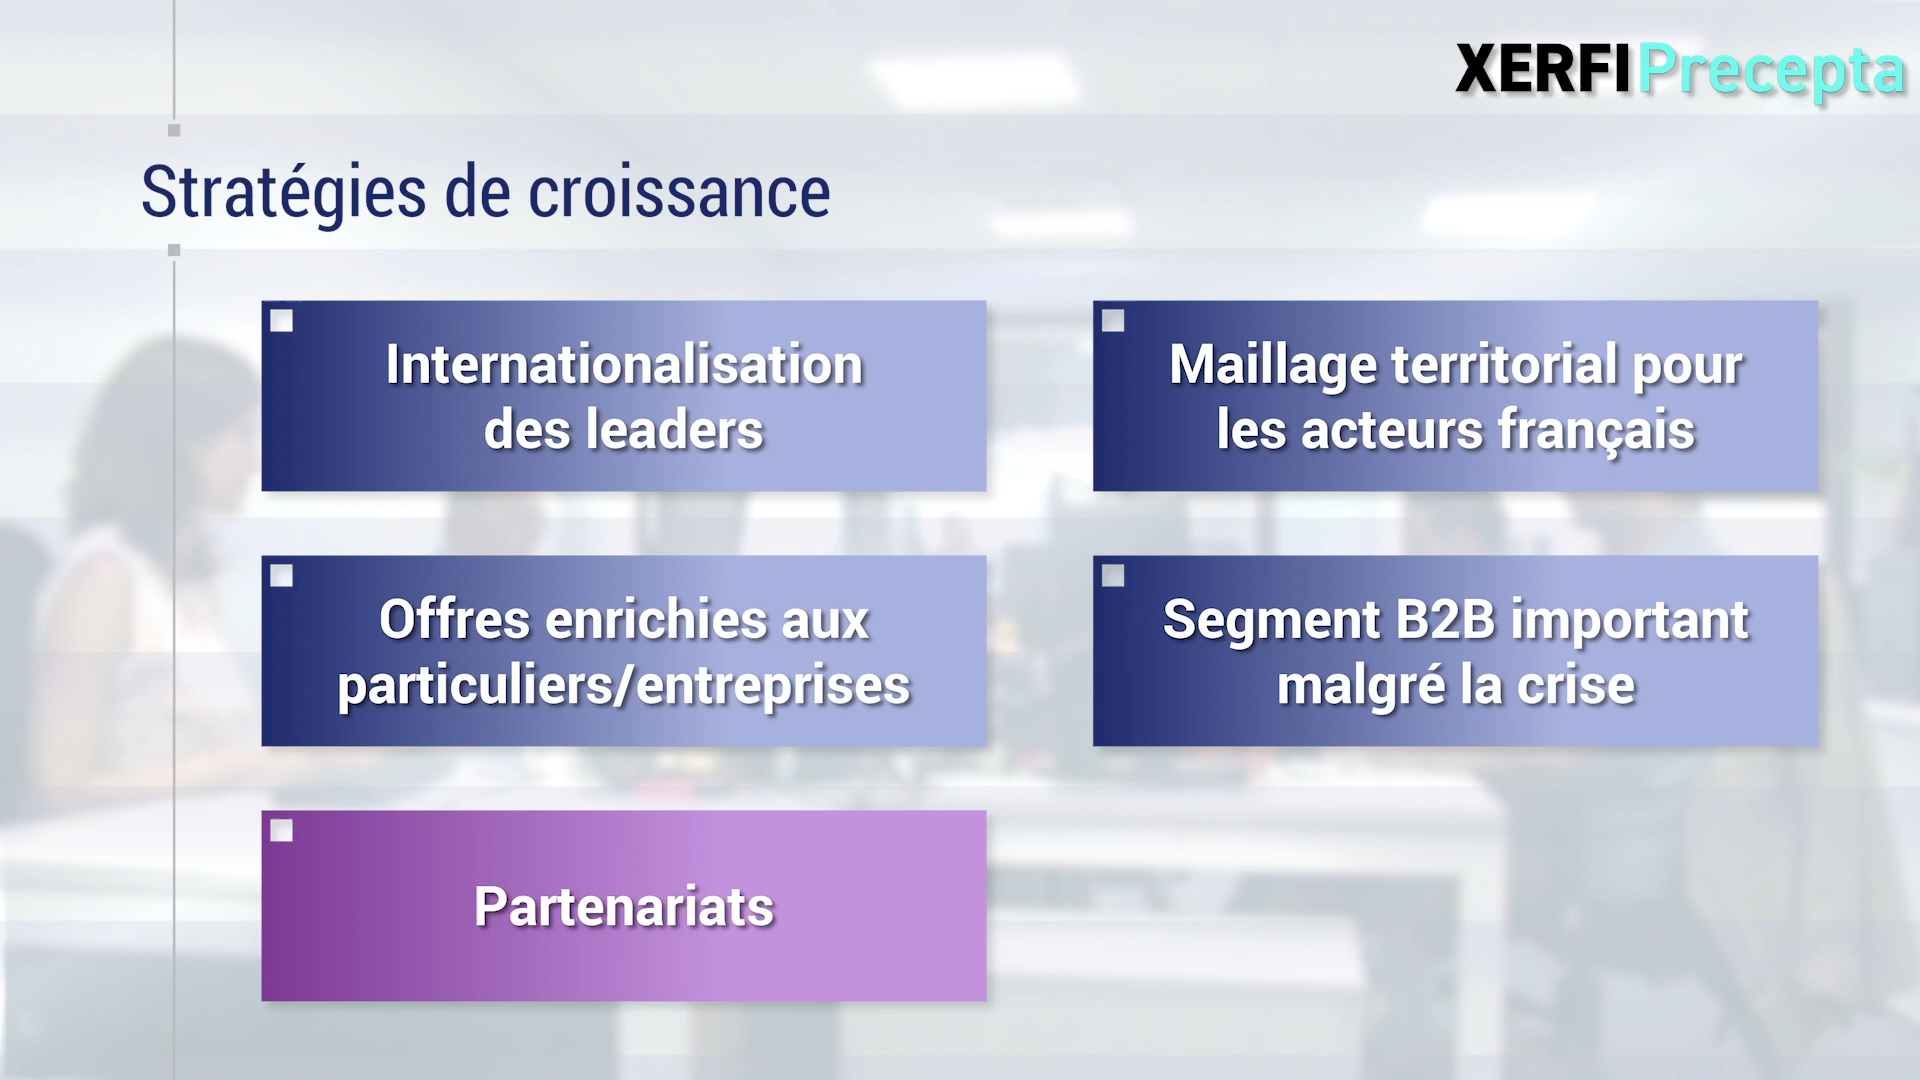 XERFI Precepta
Stratégies de croissance
Internationalisation
des leaders
Maillage territorial pour
les acteurs français
Offres enrichies aux
particuliers/entreprises
Segment B2B important
malgré la crise
Partenariats